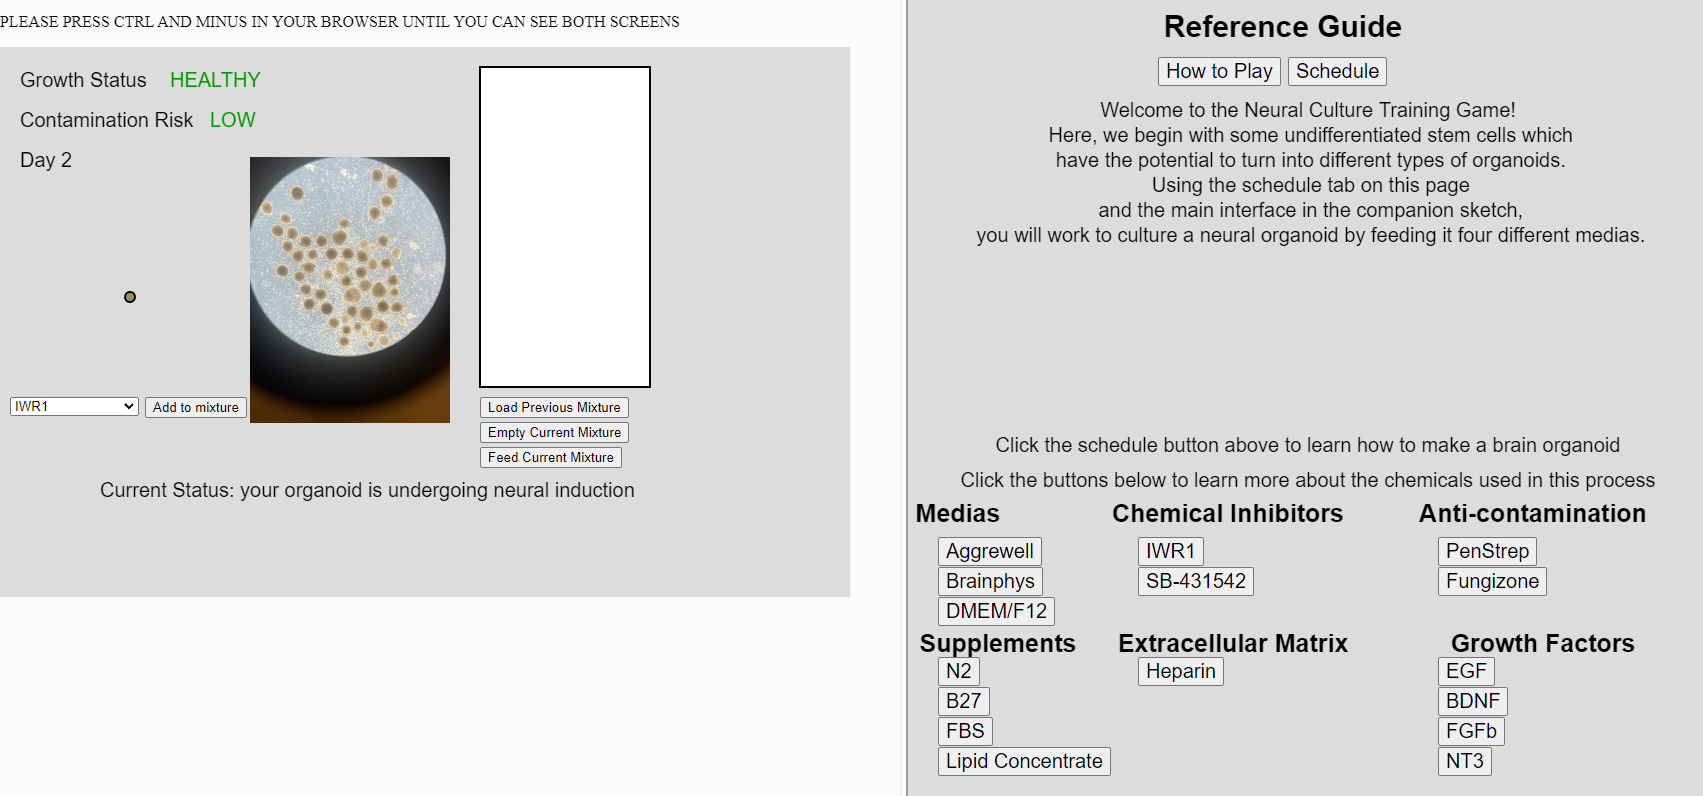 PLEASE PRESS CTRL AND MINUS IN YOUR BROWSER UNTIL YOU CAN SEE BOTH SCREENS
Growth Status HEALTHY
Contamination Risk LOW
Day 2
IWR1
Add to mixture
Load Previous Mixture
Empty Current Mixture
Feed Current Mixture
Current Status: your organoid is undergoing neural induction
Reference Guide
How to Play Schedule
Welcome to the Neural Culture Training Game!
Here, we begin with some undifferentiated stem cells which
have the potential to turn into different types of organoids.
Using the schedule tab on this page
and the main interface in the companion sketch,
you will work to culture a neural organoid by feeding it four different medias.
Click the schedule button above to learn how to make a brain organoid
Click the buttons below to learn more about the chemicals used in this process
Medias
Aggrewell
Brainphys
DMEM/F12
Chemical Inhibitors
IWR1
SB-431542
Anti-contamination
PenStrep
Fungizone
Supplements
N2
B27
FBS
Lipid Concentrate
Extracellular Matrix
Heparin
Growth Factors
EGF
BDNF
FGFb
NT3